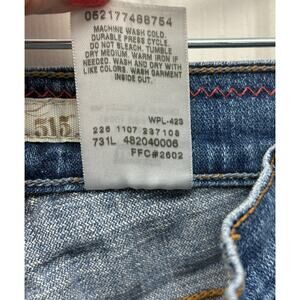 052177488754
MACHINE WASH COLD.
DURABLE PRESS CYCLE.
DO NOT BLEACH. TUMBLE
DRY MEDIUM. WARM IRON IF
NEEDED. WASH AND DRY WITH
LIKE COLORS. WASH GARMENT
INSIDE OUT.
WPL-423
226 1107 237108
731L 482040006
FFC#2602
515